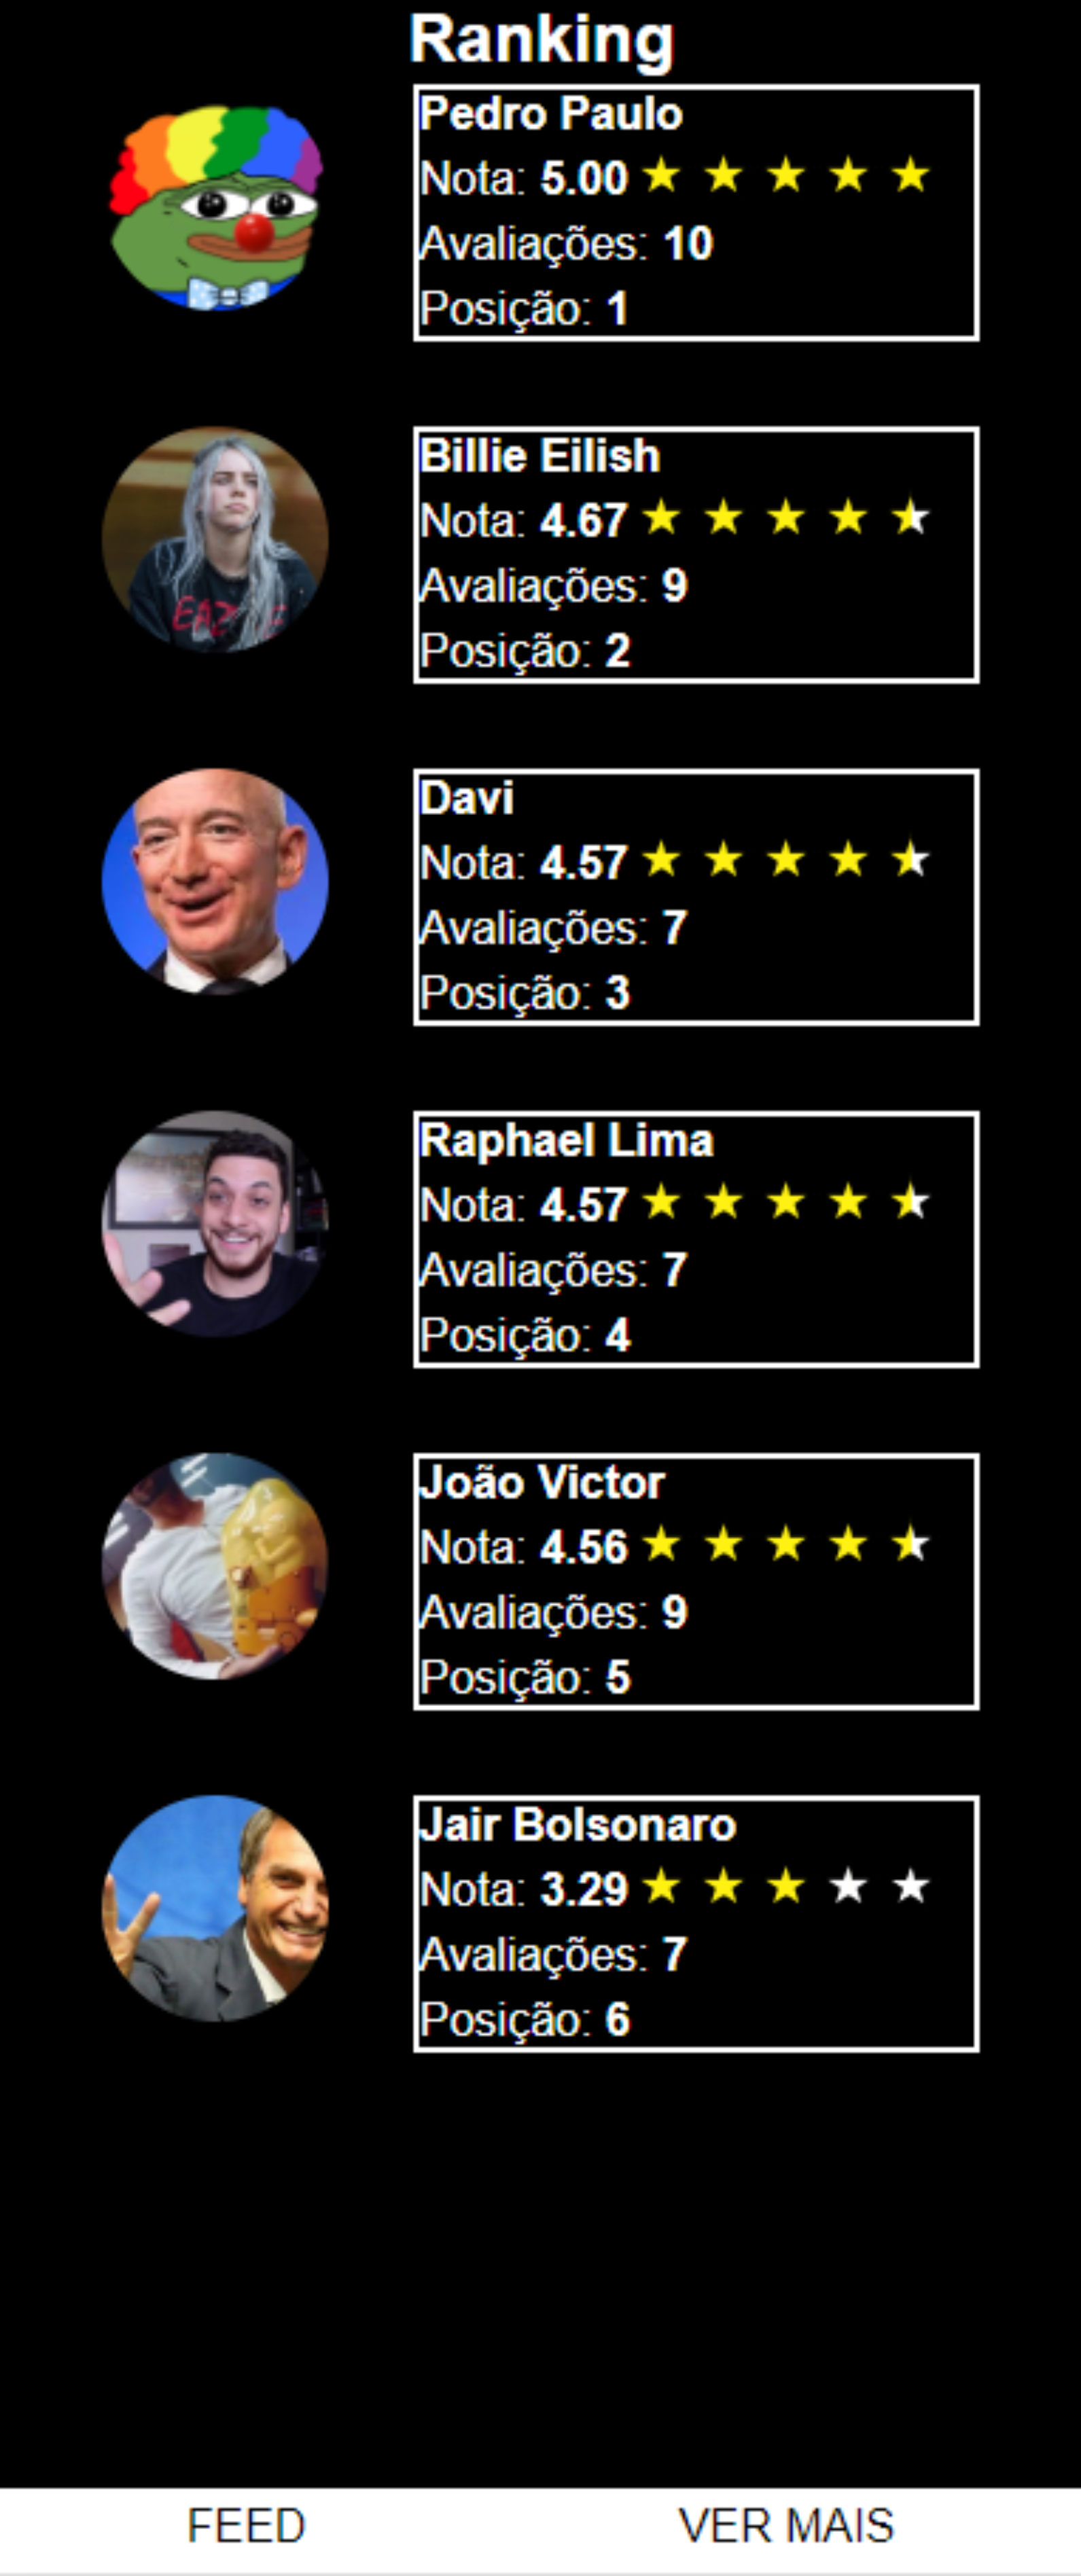 Ranking
Pedro Paulo
Nota: 5.00 ★ ★ ★ ★ ★
Avaliações: 10
Posição: 1
Billie Eilish
Nota: 4.67 ★ ★ ★ ★ ★
Avaliações: 9
Posição: 2
Davi
Nota: 4.57 ★ ★ ★ ★ ★
Avaliações: 7
Posição: 3
Raphael Lima
Nota: 4.57 ★ ★ ★ ★ ★
Avaliações: 7
Posição: 4
João Victor
Nota: 4.56 ★ ★ ★ ★ ★
Avaliações: 9
Posição: 5
Jair Bolsonaro
Nota: 3.29 ★ ★ ★ ★ ★
Avaliações: 7
Posição: 6
FEED VER MAIS